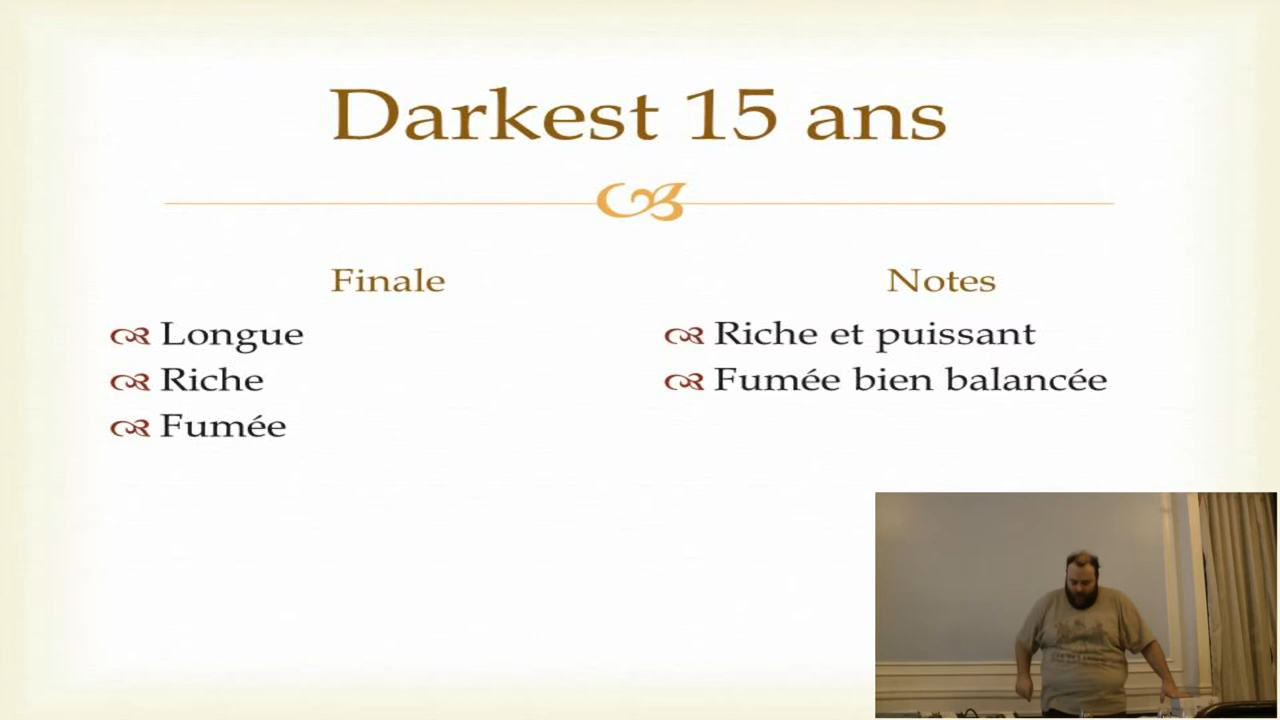 Darkest 15 ans
Finale
Longue
Riche
Fumée
Notes
Riche et puissant
Fumée bien balancée